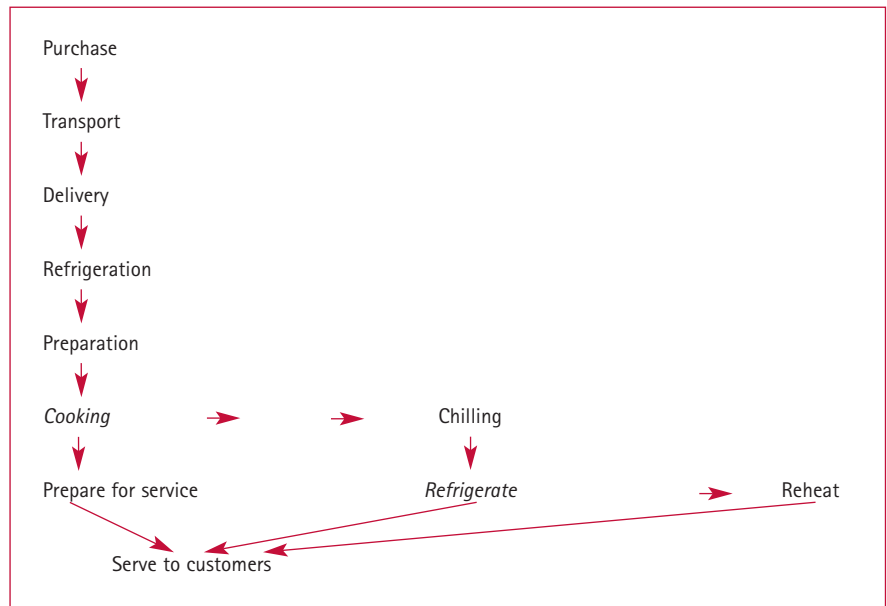 Purchase
Transport
Delivery
Refrigeration
Preparation
Cooking Chilling
Prepare for service Refrigerate Reheat
Serve to customers